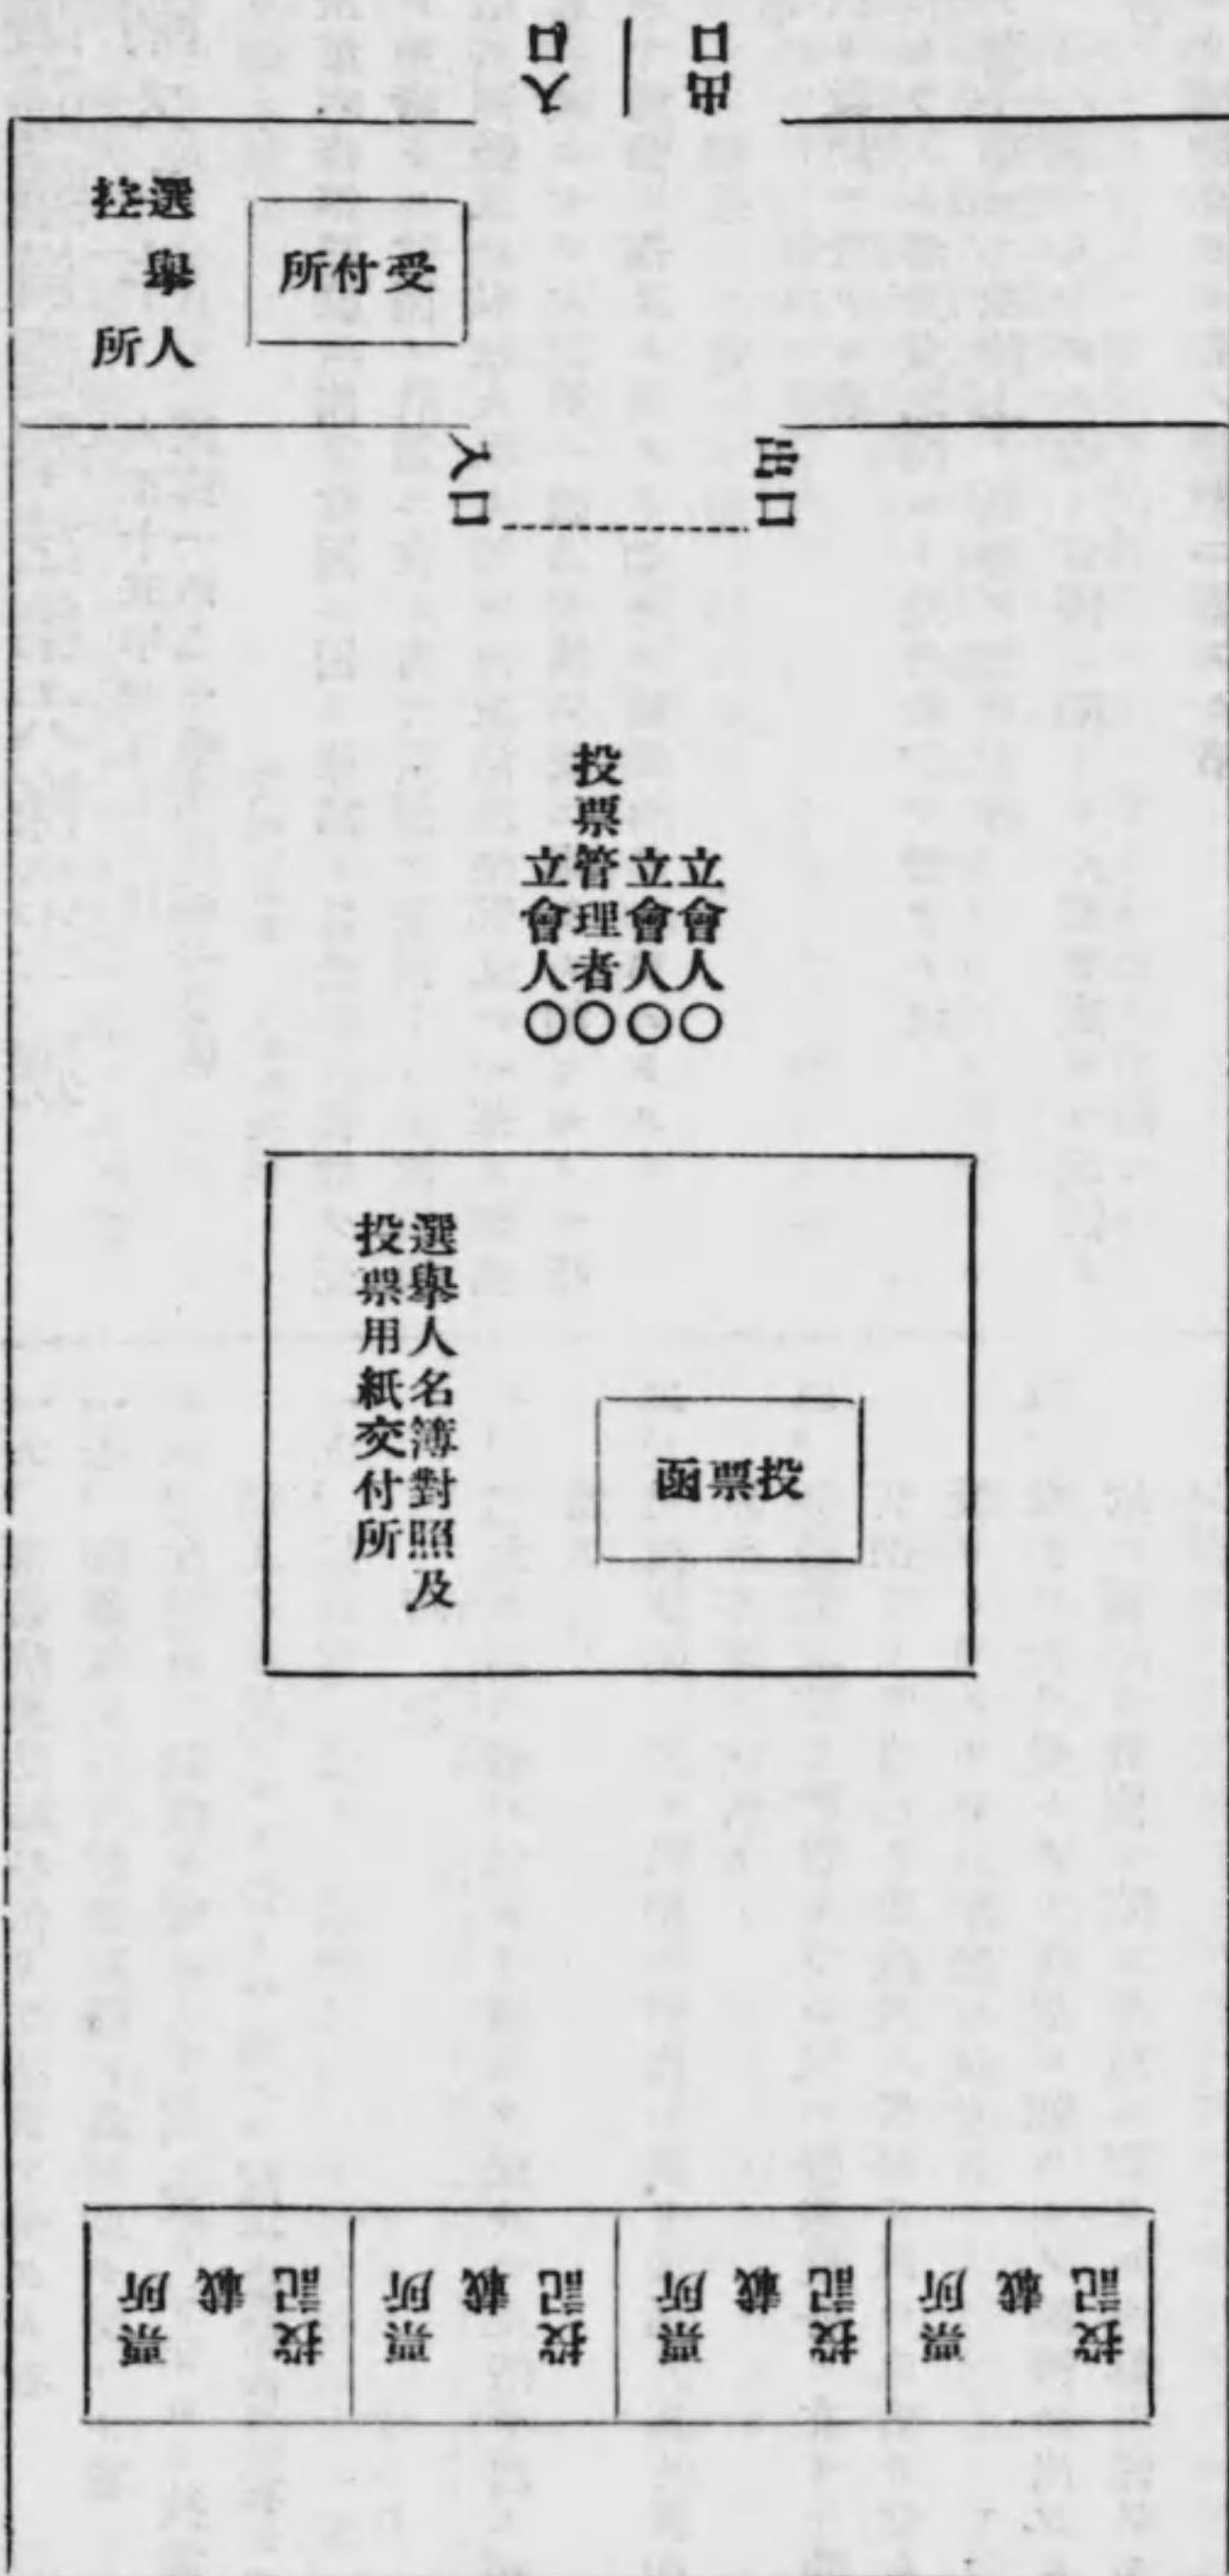 出口
入口
選舉人
控所
受付所
出口
入口
立會人○
立會人○
投票管理者○
立會人○
選舉人名簿對照及
投票用紙交付所
投票函
投票
記載所
投票
記載所
投票
記載所
投票
記載所